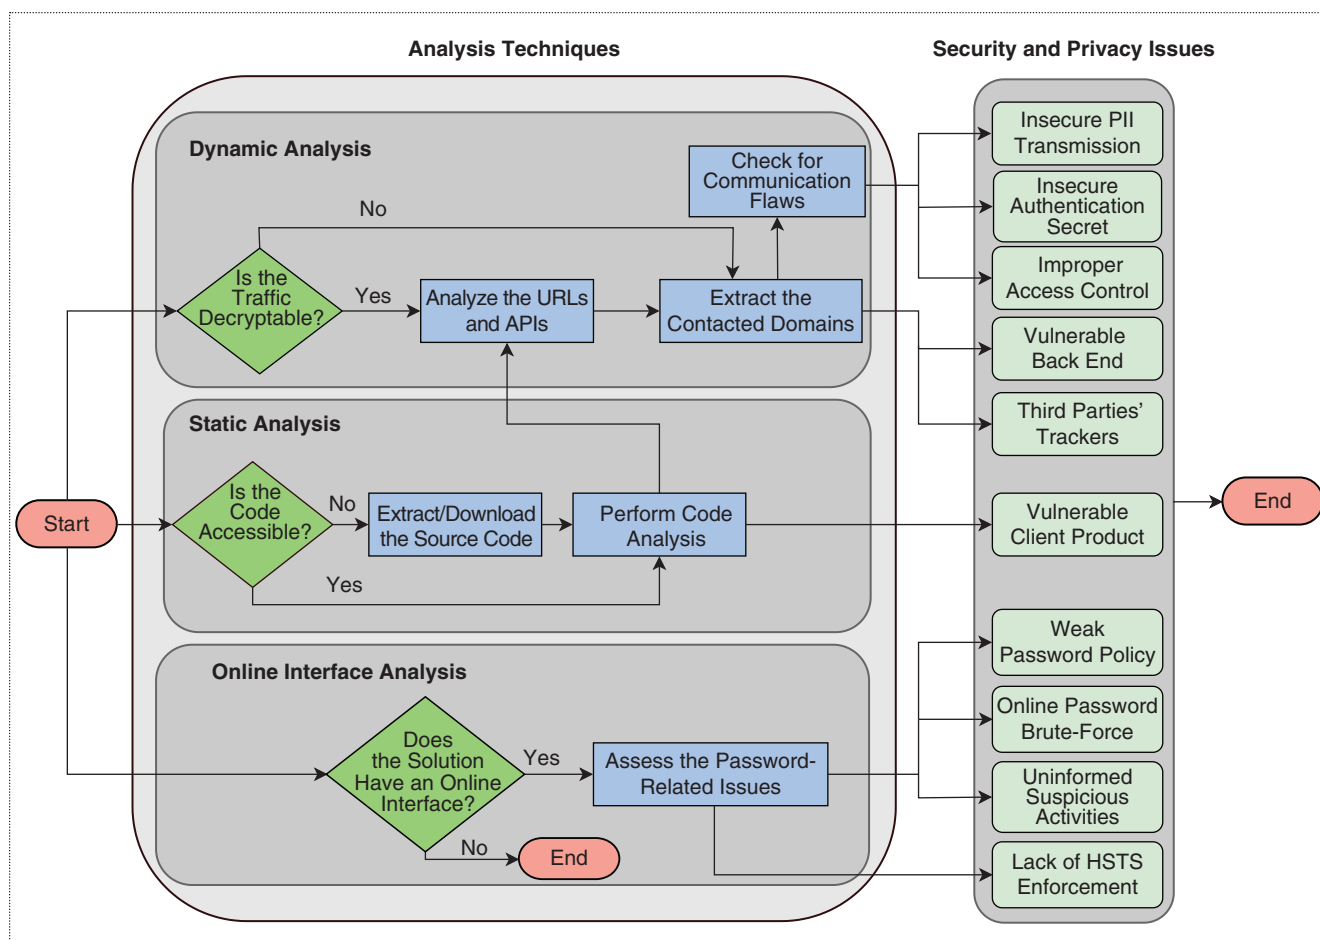 Analysis Techniques
Security and Privacy Issues
Dynamic Analysis
Is the
Traffic
Decryptable?
No
Yes
Analyze the URLs
and APIs
Check for
Communication
Flaws
Extract the
Contacted Domains
Insecure PII
Transmission
Insecure
Authentication
Secret
Improper
Access Control
Vulnerable
Back End
Third Parties’
Trackers
Start
Static Analysis
Is the
Code
Accessible?
No
Yes
Extract/Download
the Source Code
Perform Code
Analysis
Vulnerable
Client Product
End
Online Interface Analysis
Does
the Solution
Have an Online
Interface?
Yes
No
End
Assess the Password-
Related Issues
Weak
Password Policy
Online Password
Brute-Force
Uninformed
Suspicious
Activities
Lack of HSTS
Enforcement